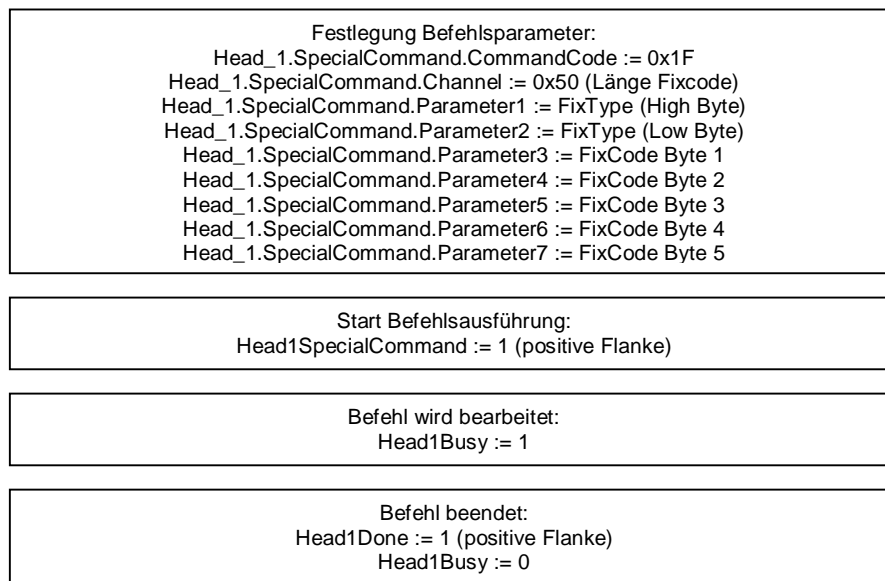 Festlegung Befehlsparameter:
Head_1.SpecialCommand.CommandCode := 0x1F
Head_1.SpecialCommand.Channel := 0x50 (Länge Fixcode)
Head_1.SpecialCommand.Parameter1 := FixType (High Byte)
Head_1.SpecialCommand.Parameter2 := FixType (Low Byte)
Head_1.SpecialCommand.Parameter3 := FixCode Byte 1
Head_1.SpecialCommand.Parameter4 := FixCode Byte 2
Head_1.SpecialCommand.Parameter5 := FixCode Byte 3
Head_1.SpecialCommand.Parameter6 := FixCode Byte 4
Head_1.SpecialCommand.Parameter7 := FixCode Byte 5
Start Befehlsausführung:
Head1SpecialCommand := 1 (positive Flanke)
Befehl wird bearbeitet:
Head1Busy := 1
Befehl beendet:
Head1Done := 1 (positive Flanke)
Head1Busy := 0